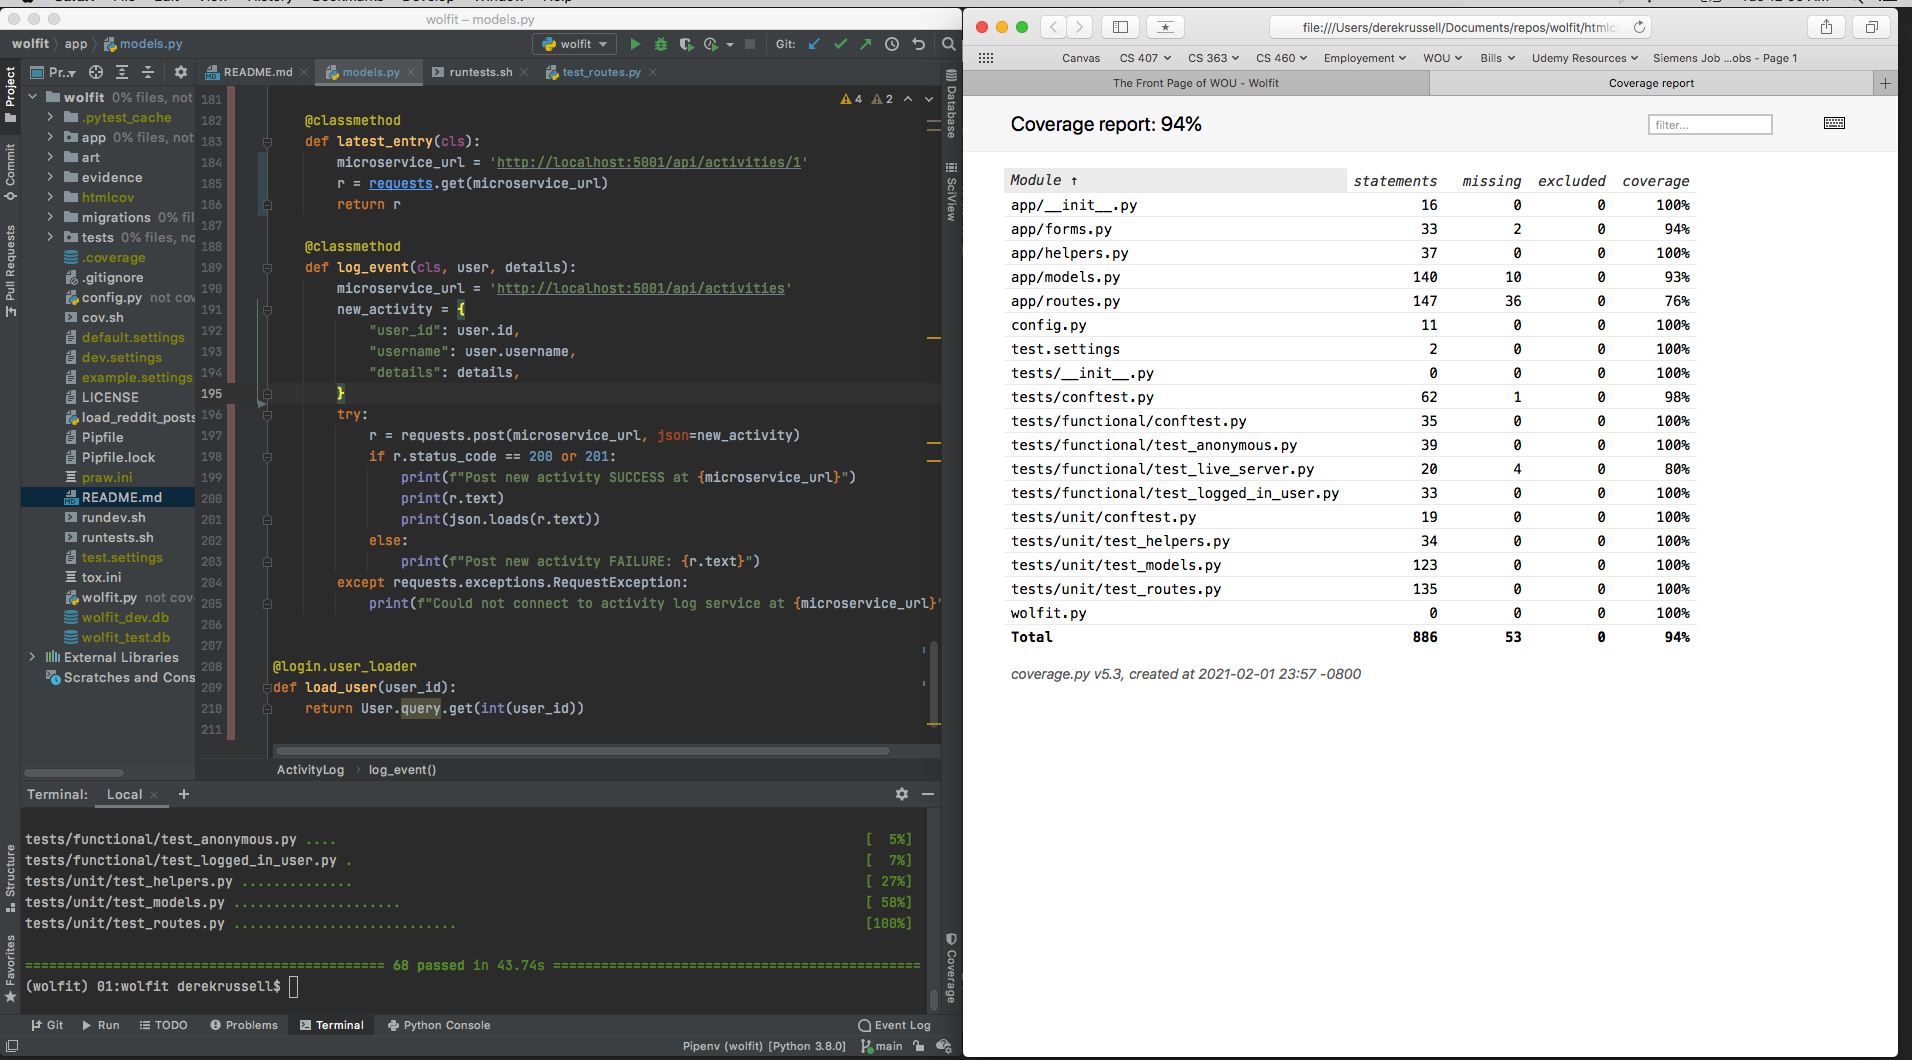 wolfit – models.py
wolfit app models.py
wolfit
Git:
Pr..
README.md
models.py
runtests.sh
test_routes.py
Project
Commit
Pull Requests
Structure
Favorites
wolfit 0% files, not
.pytest_cache
app 0% files, not
art
evidence
htmlcov
migrations 0% fil
tests 0% files, no
.coverage
.gitignore
config.py not cov
cov.sh
default.settings
dev.settings
example.settings
LICENSE
load_reddit_posts
Pipfile
Pipfile.lock
praw.ini
README.md
rundev.sh
runtests.sh
test.settings
tox.ini
wolfit.py not cov
wolfit_dev.db
wolfit_test.db
External Libraries
Scratches and Cons
4 2
181
182 @classmethod
183 def latest_entry(cls):
184 microservice_url = 'http://localhost:5001/api/activities/1'
185 r = requests.get(microservice_url)
186 return r
187
188 @classmethod
189 def log_event(cls, user, details):
190 microservice_url = 'http://localhost:5001/api/activities'
191 new_activity = {
192 "user_id": user.id,
193 "username": user.username,
194 "details": details,
195 }
196 try:
197 r = requests.post(microservice_url, json=new_activity)
198 if r.status_code == 200 or 201:
199 print(f"Post new activity SUCCESS at {microservice_url}")
200 print(r.text)
201 print(json.loads(r.text))
202 else:
203 print(f"Post new activity FAILURE: {r.text}")
204 except requests.exceptions.RequestException:
205 print(f"Could not connect to activity log service at {microservice_url}"
206
207
208 @login.user_loader
209 def load_user(user_id):
210 return User.query.get(int(user_id))
211
ActivityLog log_event()
Database
SciView
Coverage
Terminal: Local +
tests/functional/test_anonymous.py .... [ 5%]
tests/functional/test_logged_in_user.py . [ 7%]
tests/unit/test_helpers.py .............. [ 27%]
tests/unit/test_models.py ..................... [ 58%]
tests/unit/test_routes.py ............................ [100%]
============================================= 68 passed in 43.74s ==============================================
(wolfit) 01:wolfit derekrussell$
Git Run TODO Problems Terminal Python Console Event Log
Pipenv (wolfit) [Python 3.8.0] main
file:///Users/derekrussell/Documents/repos/wolfit/htmlc
Canvas CS 407 CS 363 CS 460 Employement WOU Bills Udemy Resources Siemens Job ...obs - Page 1
The Front Page of WOU - Wolfit Coverage report
Coverage report: 94%
filter...
Module ↑ statements missing excluded coverage
app/__init__.py 16 0 0 100%
app/forms.py 33 2 0 94%
app/helpers.py 37 0 0 100%
app/models.py 140 10 0 93%
app/routes.py 147 36 0 76%
config.py 11 0 0 100%
test.settings 2 0 0 100%
tests/__init__.py 0 0 0 100%
tests/conftest.py 62 1 0 98%
tests/functional/conftest.py 35 0 0 100%
tests/functional/test_anonymous.py 39 0 0 100%
tests/functional/test_live_server.py 20 4 0 80%
tests/functional/test_logged_in_user.py 33 0 0 100%
tests/unit/conftest.py 19 0 0 100%
tests/unit/test_helpers.py 34 0 0 100%
tests/unit/test_models.py 123 0 0 100%
tests/unit/test_routes.py 135 0 0 100%
wolfit.py 0 0 0 100%
Total 886 53 0 94%
coverage.py v5.3, created at 2021-02-01 23:57 -0800